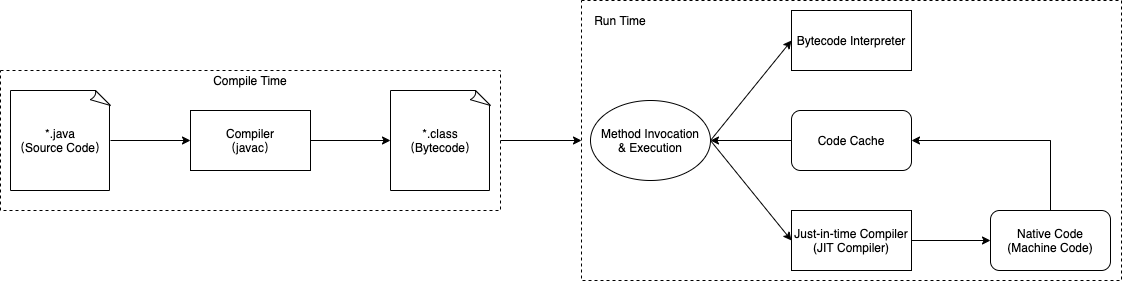 Compile Time
*.java
(Source Code)
Compiler
(javac)
*.class
(Bytecode)
Run Time
Method Invocation
& Execution
Bytecode Interpreter
Code Cache
Just-in-time Compiler
(JIT Compiler)
Native Code
(Machine Code)